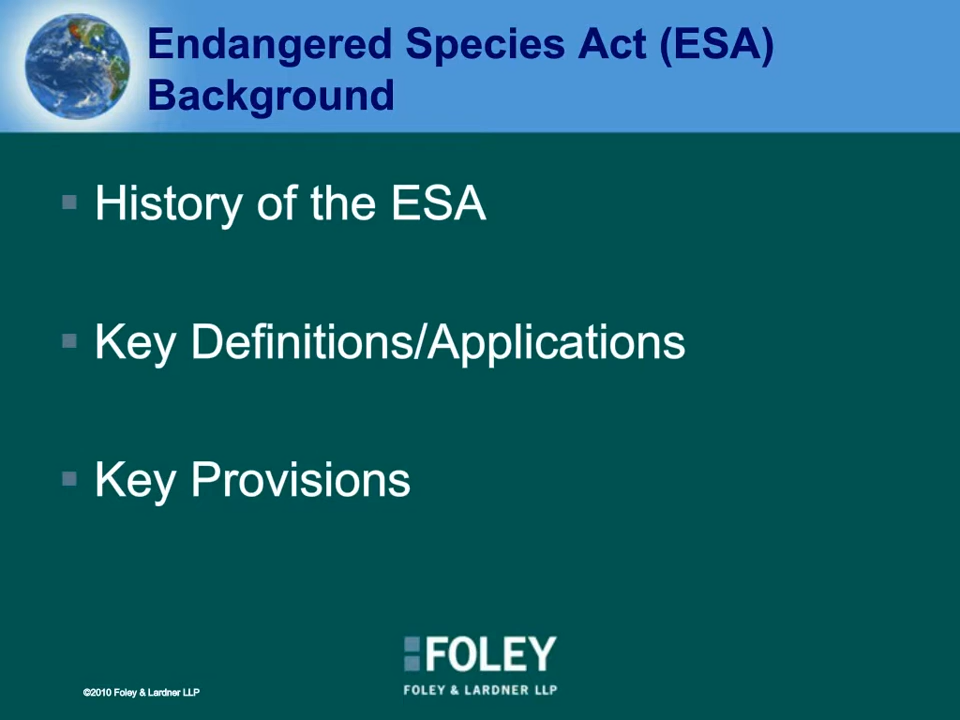 Endangered Species Act (ESA)
Background
▪ History of the ESA
▪ Key Definitions/Applications
▪ Key Provisions
FOLEY
FOLEY & LARDNER LLP
©2010 Foley & Lardner LLP